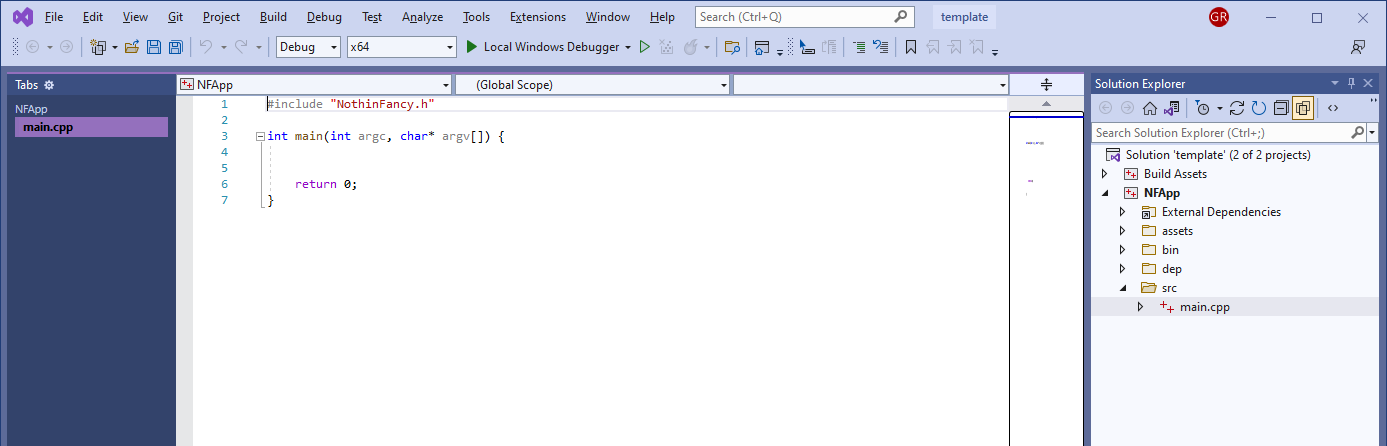 File Edit View Git Project Build Debug Test Analyze Tools Extensions Window Help Search (Ctrl+Q) template GR
Debug x64 Local Windows Debugger
Tabs
NFApp
main.cpp
NFApp (Global Scope)
1 #include "NothinFancy.h"
2
3 int main(int argc, char* argv[]) {
4
5
6 return 0;
7 }
Solution Explorer
Search Solution Explorer (Ctrl+;)
Solution 'template' (2 of 2 projects)
Build Assets
NFApp
External Dependencies
assets
bin
dep
src
main.cpp